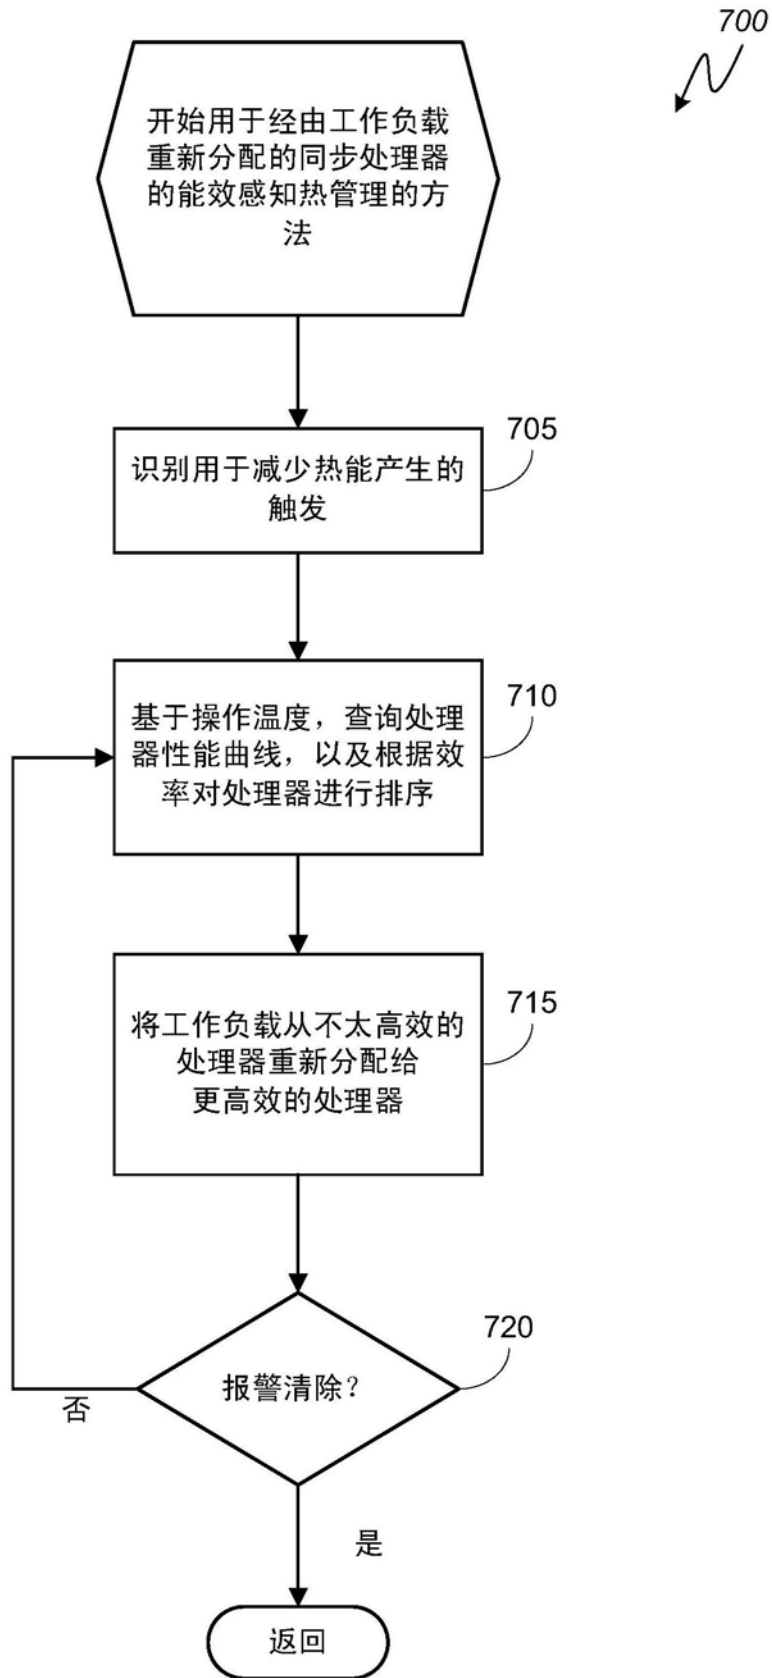 700
开始用于经由工作负载
重新分配的同步处理器
的能效感知热管理的方
法
705
识别用于减少热能产生的
触发
710
基于操作温度，查询处理
器性能曲线，以及根据效
率对处理器进行排序
715
将工作负载从不太高效的
处理器重新分配给
更高效的处理器
720
报警清除？
否
是
返回